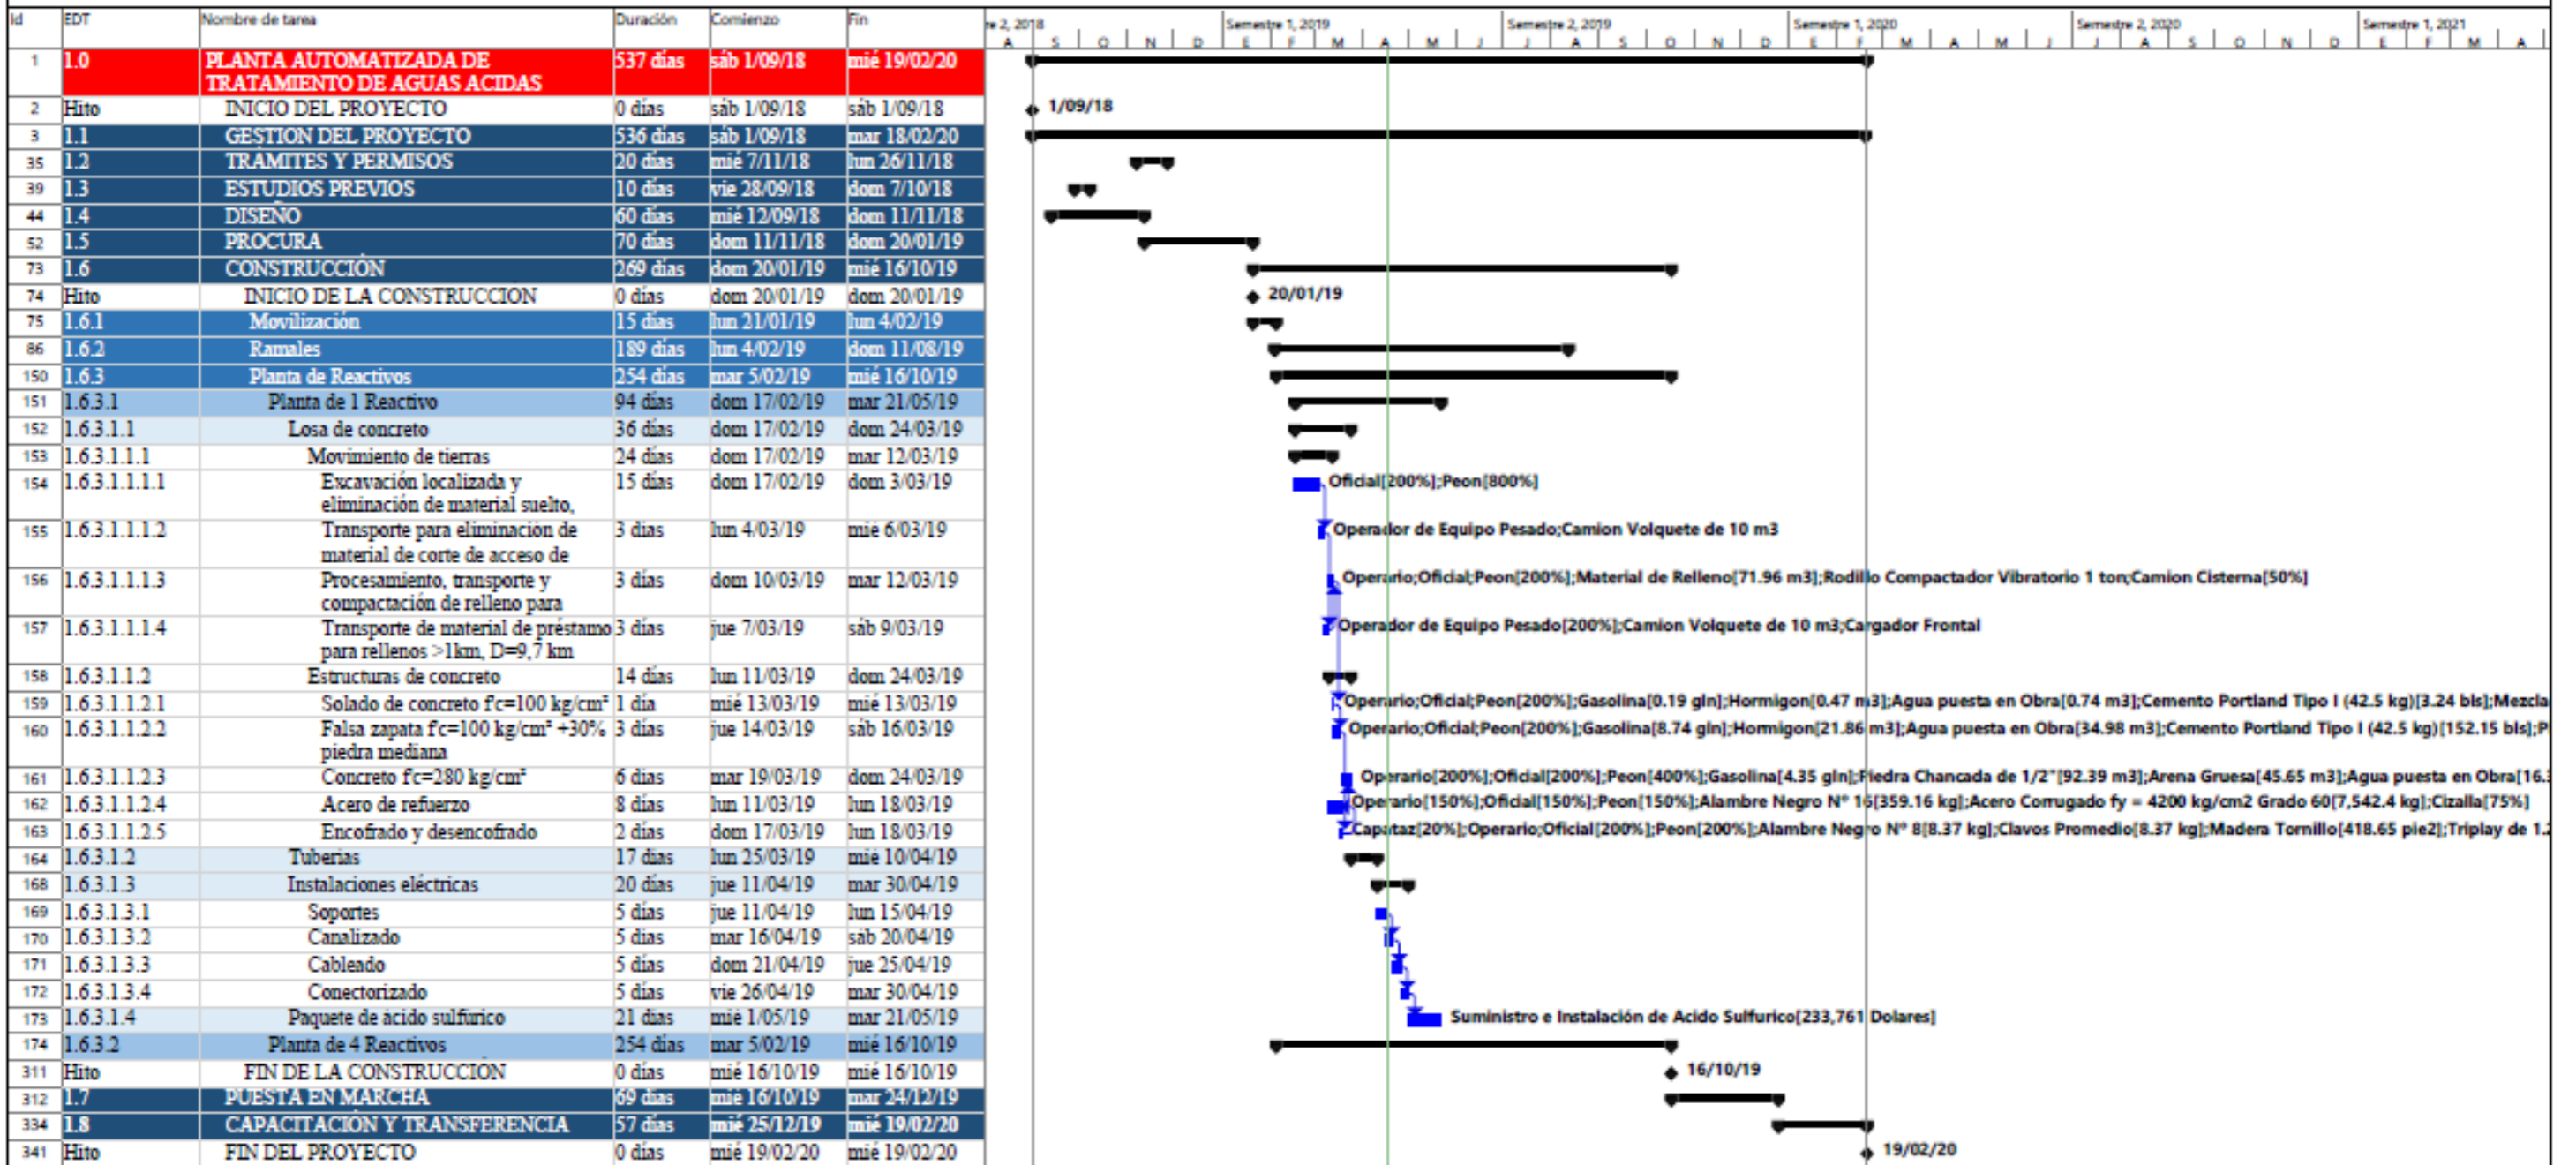 Id EDT Nombre de tarea Duración Comienzo Fin re 2, 2018 Semestre 1, 2019 Semestre 2, 2019 Semestre 1, 2020 Semestre 2, 2020 Semestre 1, 2021
A S O N D E F M A M J J A S O N D E F M A M J J A S O N D E F M A
1 1.0 PLANTA AUTOMATIZADA DE 537 días sáb 1/09/18 mié 19/02/20
TRATAMIENTO DE AGUAS ACIDAS
2 Hito INICIO DEL PROYECTO 0 días sáb 1/09/18 sáb 1/09/18 1/09/18
3 1.1 GESTION DEL PROYECTO 536 días sáb 1/09/18 mar 18/02/20
35 1.2 TRÁMITES Y PERMISOS 20 días mié 7/11/18 lun 26/11/18
39 1.3 ESTUDIOS PREVIOS 10 días vie 28/09/18 dom 7/10/18
44 1.4 DISEÑO 60 días mié 12/09/18 dom 11/11/18
52 1.5 PROCURA 70 días dom 11/11/18 dom 20/01/19
73 1.6 CONSTRUCCIÓN 269 días dom 20/01/19 mié 16/10/19
74 Hito INICIO DE LA CONSTRUCCION 0 días dom 20/01/19 dom 20/01/19 20/01/19
75 1.6.1 Movilización 15 días lun 21/01/19 lun 4/02/19
86 1.6.2 Ramales 189 días lun 4/02/19 dom 11/08/19
150 1.6.3 Planta de Reactivos 254 días mar 5/02/19 mié 16/10/19
151 1.6.3.1 Planta de 1 Reactivo 94 días dom 17/02/19 mar 21/05/19
152 1.6.3.1.1 Losa de concreto 36 días dom 17/02/19 dom 24/03/19
153 1.6.3.1.1.1 Movimiento de tierras 24 días dom 17/02/19 mar 12/03/19
154 1.6.3.1.1.1.1 Excavación localizada y 15 días dom 17/02/19 dom 3/03/19 Oficial[200%];Peon[800%]
eliminación de material suelto,
155 1.6.3.1.1.1.2 Transporte para eliminación de 3 días lun 4/03/19 mié 6/03/19 Operador de Equipo Pesado;Camion Volquete de 10 m3
material de corte de acceso de
156 1.6.3.1.1.1.3 Procesamiento, transporte y 3 días dom 10/03/19 mar 12/03/19 Operario;Oficial;Peon[200%];Material de Relleno[71.96 m3];Rodillo Compactador Vibratorio 1 ton;Camion Cisterna[50%]
compactación de relleno para
157 1.6.3.1.1.1.4 Transporte de material de préstamo 3 días jue 7/03/19 sáb 9/03/19 Operador de Equipo Pesado[200%];Camion Volquete de 10 m3;Cargador Frontal
para rellenos >1km, D=9,7 km
158 1.6.3.1.1.2 Estructuras de concreto 14 días lun 11/03/19 dom 24/03/19
159 1.6.3.1.1.2.1 Solado de concreto f'c=100 kg/cm² 1 día mié 13/03/19 mié 13/03/19 Operario;Oficial;Peon[200%];Gasolina[0.19 gln];Hormigon[0.47 m3];Agua puesta en Obra[0.74 m3];Cemento Portland Tipo I (42.5 kg)[3.24 bls];Mezcla
160 1.6.3.1.1.2.2 Falsa zapata f'c=100 kg/cm² +30% 3 días jue 14/03/19 sáb 16/03/19 Operario;Oficial;Peon[200%];Gasolina[8.74 gln];Hormigon[21.86 m3];Agua puesta en Obra[34.98 m3];Cemento Portland Tipo I (42.5 kg)[152.15 bls];P
piedra mediana
161 1.6.3.1.1.2.3 Concreto f'c=280 kg/cm² 6 días mar 19/03/19 dom 24/03/19 Operario[200%];Oficial[200%];Peon[400%];Gasolina[4.35 gln];Piedra Chancada de 1/2"[92.39 m3];Arena Gruesa[45.65 m3];Agua puesta en Obra[16.
162 1.6.3.1.1.2.4 Acero de refuerzo 8 días lun 11/03/19 lun 18/03/19 Operario[150%];Oficial[150%];Peon[150%];Alambre Negro N° 16[359.16 kg];Acero Corrugado fy = 4200 kg/cm2 Grado 60[7,542.4 kg];Cizalla[75%]
163 1.6.3.1.1.2.5 Encofrado y desencofrado 2 días dom 17/03/19 lun 18/03/19 Capataz[20%];Operario;Oficial[200%];Peon[200%];Alambre Negro N° 8[8.37 kg];Clavos Promedio[8.37 kg];Madera Tornillo[418.65 pie2];Triplay de 1.
164 1.6.3.1.2 Tuberías 17 días lun 25/03/19 mié 10/04/19
168 1.6.3.1.3 Instalaciones eléctricas 20 días jue 11/04/19 mar 30/04/19
169 1.6.3.1.3.1 Soportes 5 días jue 11/04/19 lun 15/04/19
170 1.6.3.1.3.2 Canalizado 5 días mar 16/04/19 sáb 20/04/19
171 1.6.3.1.3.3 Cableado 5 días dom 21/04/19 jue 25/04/19
172 1.6.3.1.3.4 Conectorizado 5 días vie 26/04/19 mar 30/04/19
173 1.6.3.1.4 Paquete de ácido sulfúrico 21 días mié 1/05/19 mar 21/05/19 Suministro e Instalación de Acido Sulfurico[233,761 Dolares]
174 1.6.3.2 Planta de 4 Reactivos 254 días mar 5/02/19 mié 16/10/19
311 Hito FIN DE LA CONSTRUCCIÓN 0 días mié 16/10/19 mié 16/10/19 16/10/19
312 1.7 PUESTA EN MARCHA 69 días mié 16/10/19 mar 24/12/19
334 1.8 CAPACITACIÓN Y TRANSFERENCIA 57 días mié 25/12/19 mié 19/02/20
341 Hito FIN DEL PROYECTO 0 días mié 19/02/20 mié 19/02/20 19/02/20